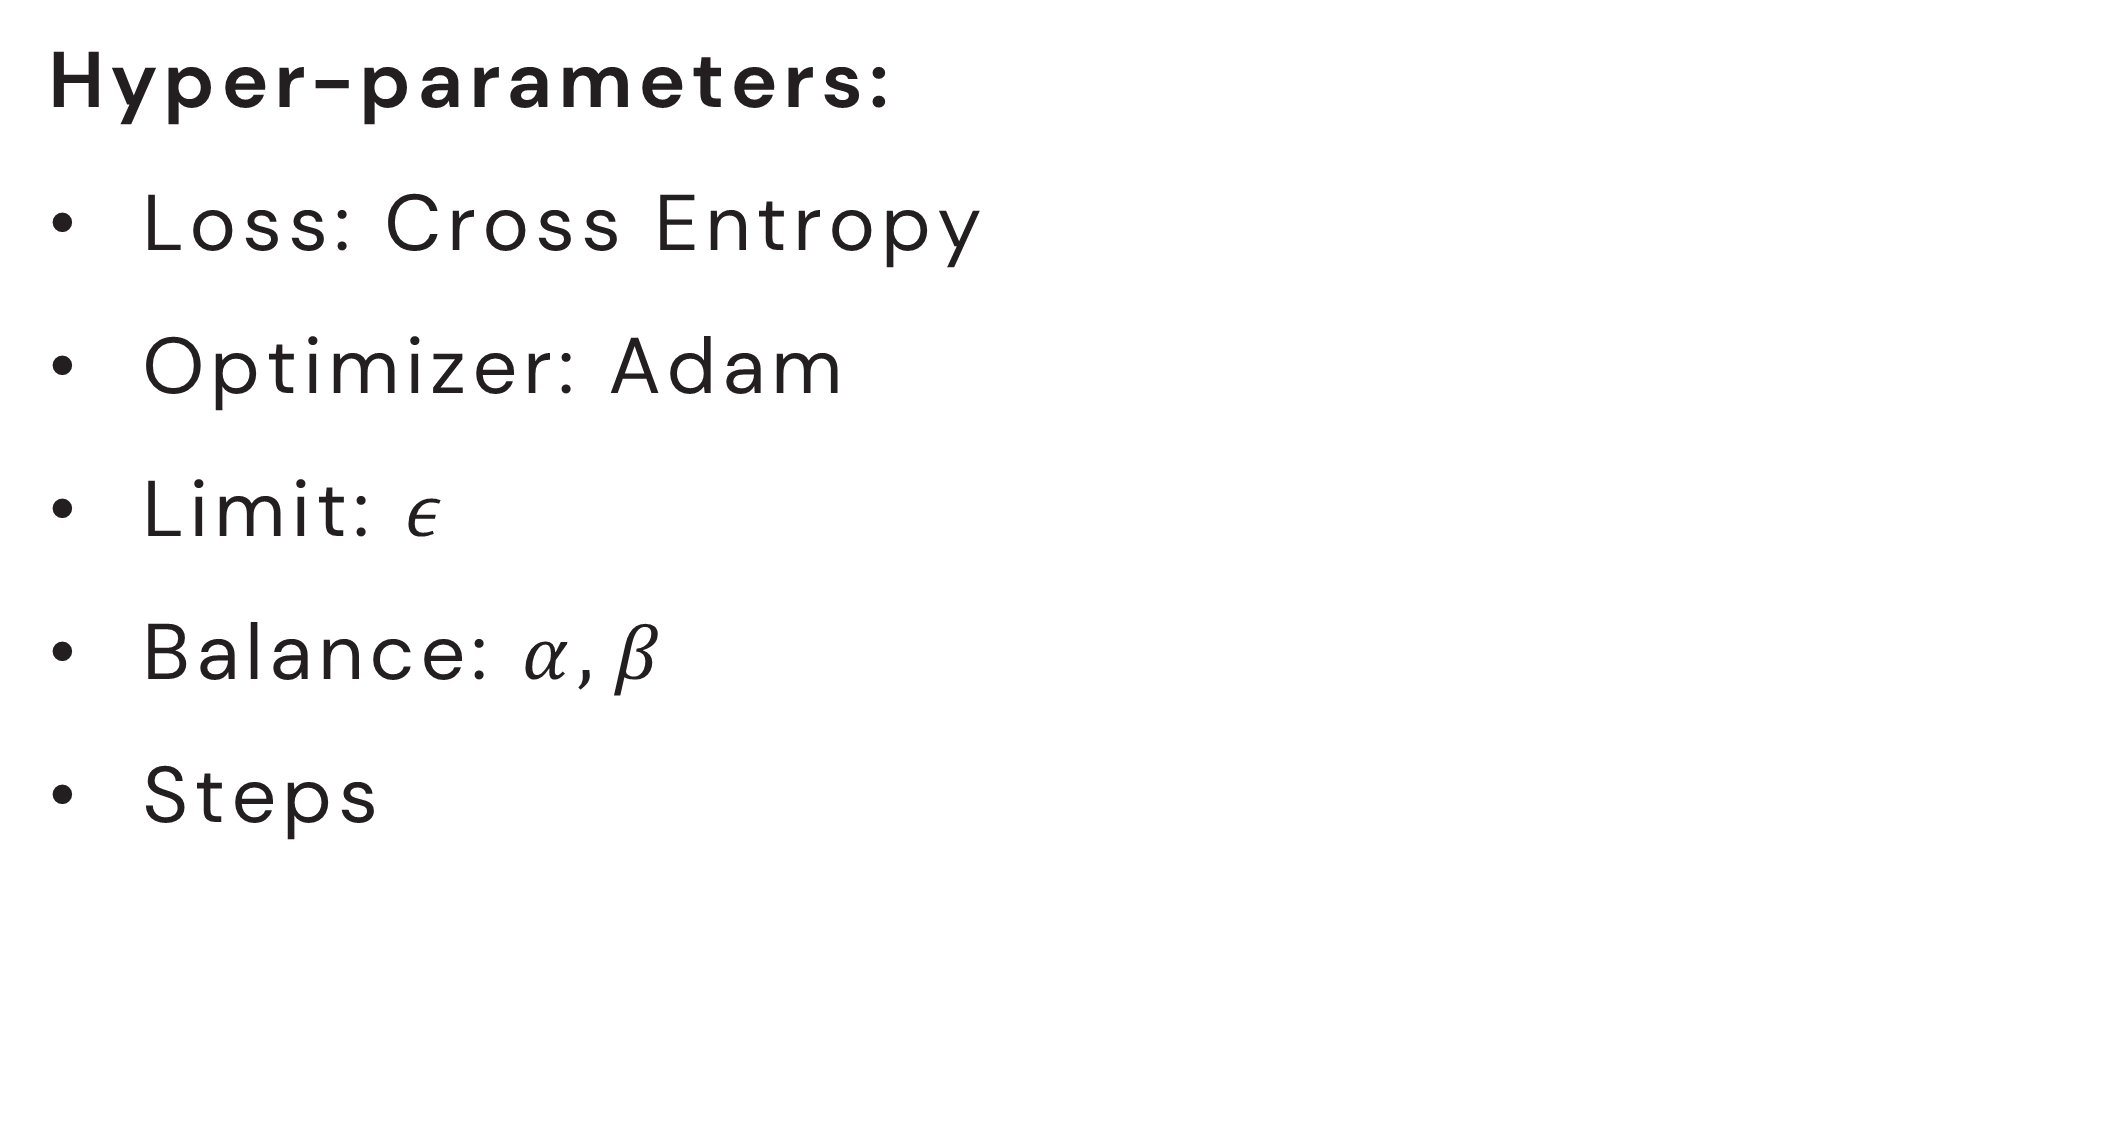 Hyper-parameters:
• Loss: Cross Entropy
• Optimizer: Adam
• Limit: ϵ
• Balance: α, β
• Steps